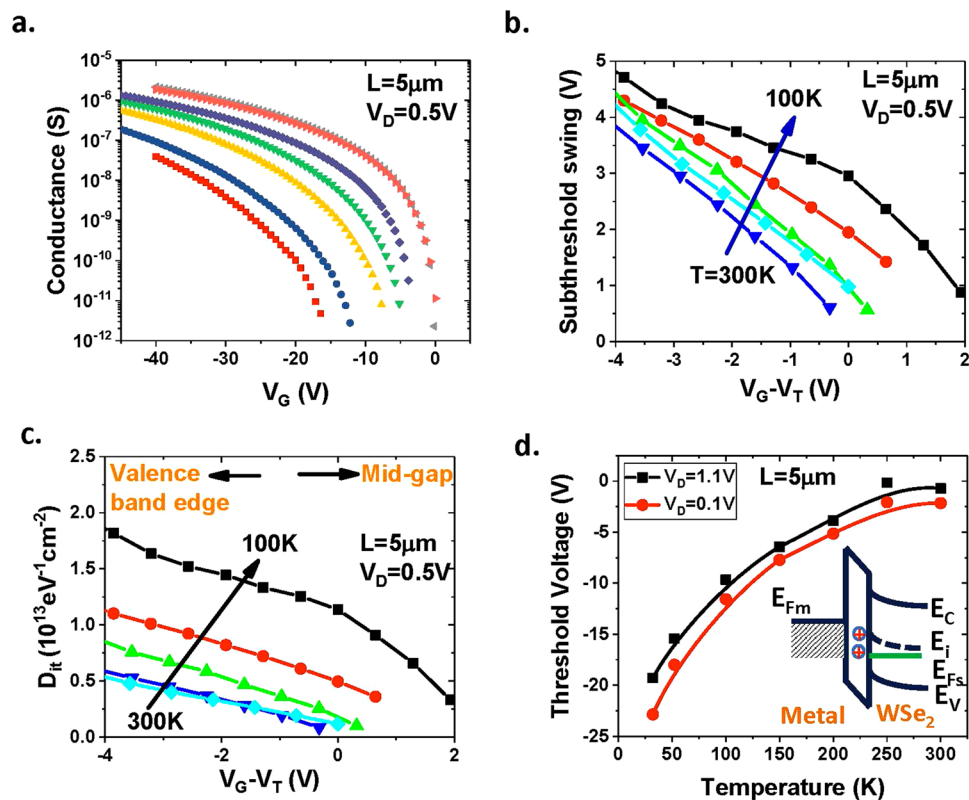 a.
L=5μm
V_D=0.5V
Conductance (S)
10^-5
10^-6
10^-7
10^-8
10^-9
10^-10
10^-11
10^-12
-40 -30 -20 -10 0
V_G (V)
b.
L=5μm
V_D=0.5V
100K
T=300K
Subthreshold swing (V)
5
4
3
2
1
0
-4 -3 -2 -1 0 1 2
V_G-V_T (V)
c.
Valence
band edge
Mid-gap
100K
L=5μm
V_D=0.5V
300K
D_it (10^13eV^-1cm^-2)
2.5
2.0
1.5
1.0
0.5
0.0
-4 -2 0 2
V_G-V_T (V)
d.
V_D=1.1V
V_D=0.1V
L=5μm
Threshold Voltage (V)
0
-5
-10
-15
-20
-25
E_Fm
E_C
E_i
E_Fs
E_V
+
+
Metal
WSe_2
0 50 100 150 200 250 300
Temperature (K)